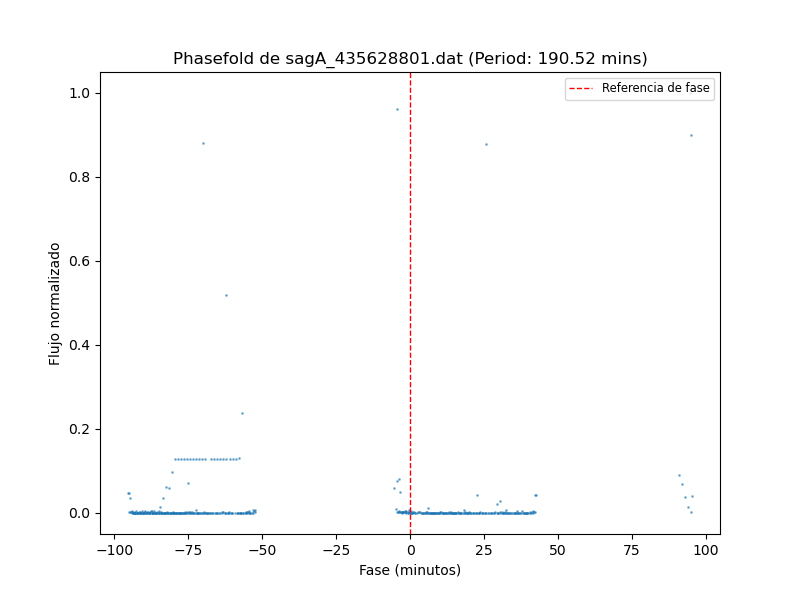 Phasefold de sagA_435628801.dat (Period: 190.52 mins)
Referencia de fase
Flujo normalizado
1.0
0.8
0.6
0.4
0.2
0.0
−100 −75 −50 −25 0 25 50 75 100
Fase (minutos)